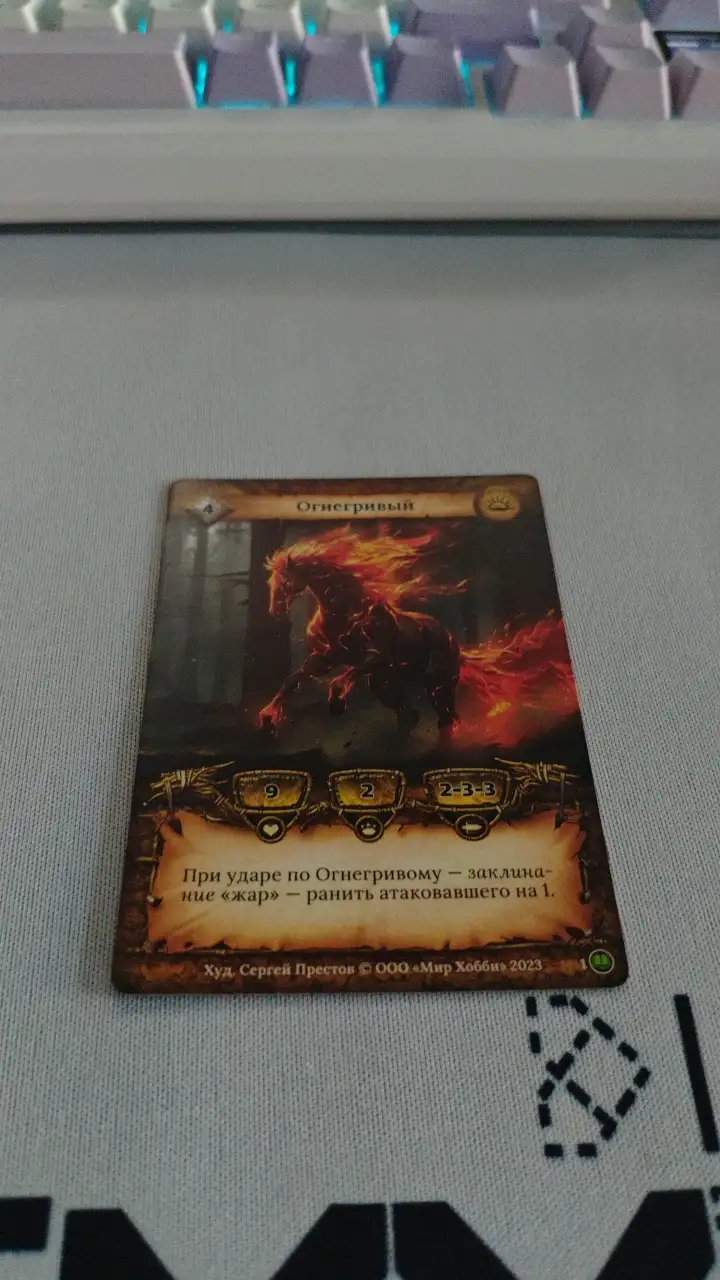 4 Огнегривый
9 2 2-3-3
При ударе по Огнегривому — заклина-
ние «жар» — ранить атаковавшего на 1.
Худ. Сергей Престов © ООО «Мир Хобби» 2023 1